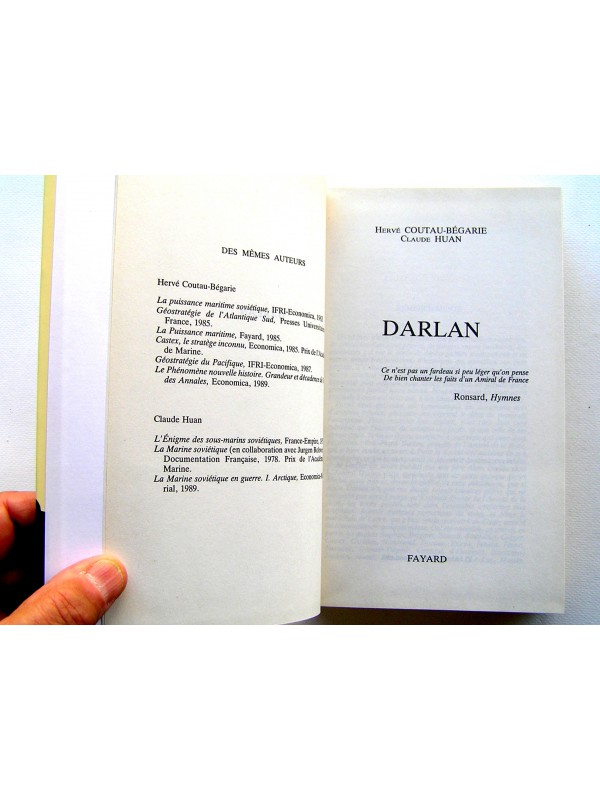 DES MÊMES AUTEURS
Hervé Coutau-Bégarie
La puissance maritime soviétique, IFRI-Economica,
Géostratégie de l'Atlantique Sud, Presses
France, 1985.
La Puissance maritime, Fayard, 1985.
Castex, le stratège inconnu, Economica, 1985. Prix de
de Marine.
Géostratégie du Pacifique, IFRI-Economica, 1987.
Le Phénomène nouvelle histoire. Grandeur et décadence de
des Annales, Economica, 1989.
Claude Huan
L'Énigme des sous-marins soviétiques, France-Empire,
La Marine soviétique (en collaboration avec Jurgen
Documentation Française, 1978. Prix de
Marine.
La Marine soviétique en guerre. I. Arctique,
rial, 1989.
HERVÉ COUTAU-BÉGARIE
CLAUDE HUAN
DARLAN
Ce n'est pas un fardeau si peu léger qu'on pense
De bien chanter les faits d'un Amiral de France
Ronsard, Hymnes
FAYARD